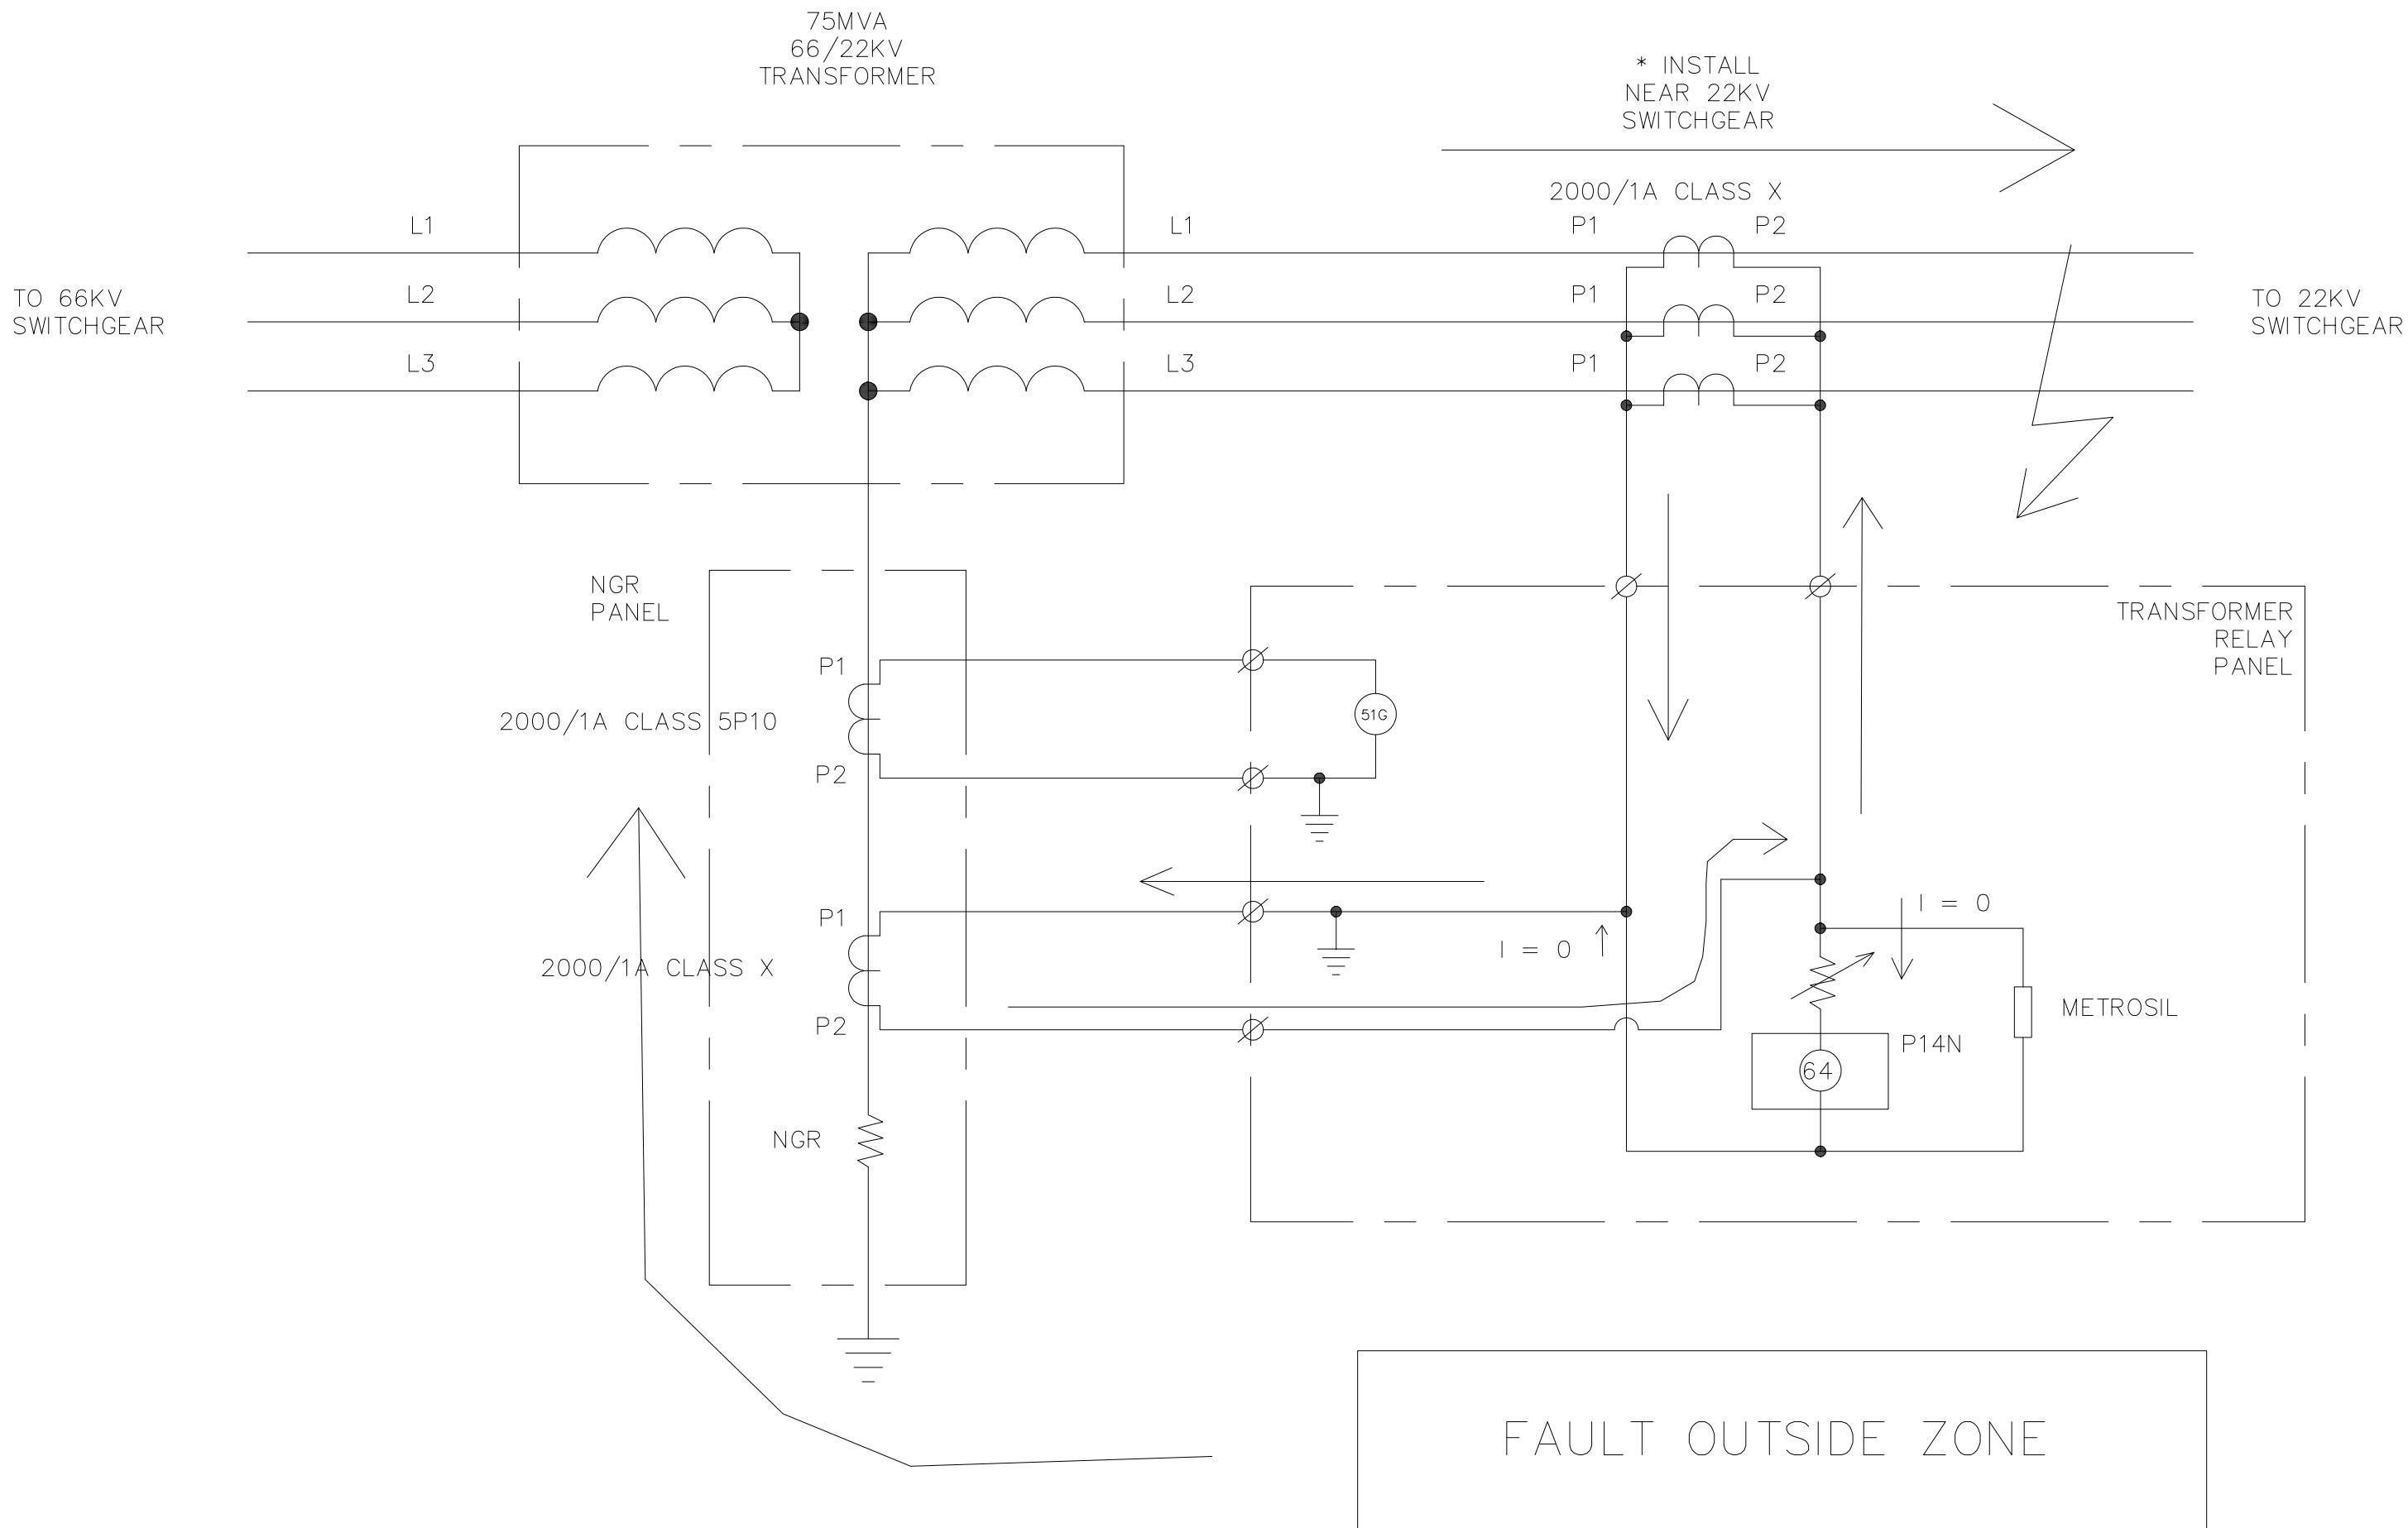 75MVA
66/22KV
TRANSFORMER
* INSTALL
NEAR 22KV
SWITCHGEAR
2000/1A CLASS X
L1
L1
P1
P2
TO 66KV
SWITCHGEAR
L2
L2
P1
P2
TO 22KV
SWITCHGEAR
L3
L3
P1
P2
NGR
PANEL
TRANSFORMER
RELAY
PANEL
P1
2000/1A CLASS 5P10
51G
P2
P1
I = 0
I = 0
2000/1A CLASS X
P2
METROSIL
P14N
64
NGR
FAULT OUTSIDE ZONE